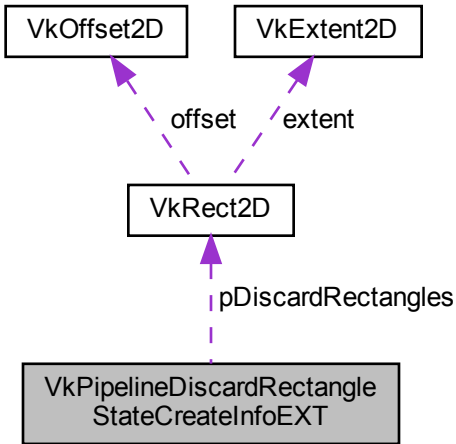 VkOffset2D
VkExtent2D
offset
extent
VkRect2D
pDiscardRectangles
VkPipelineDiscardRectangle
StateCreateInfoEXT